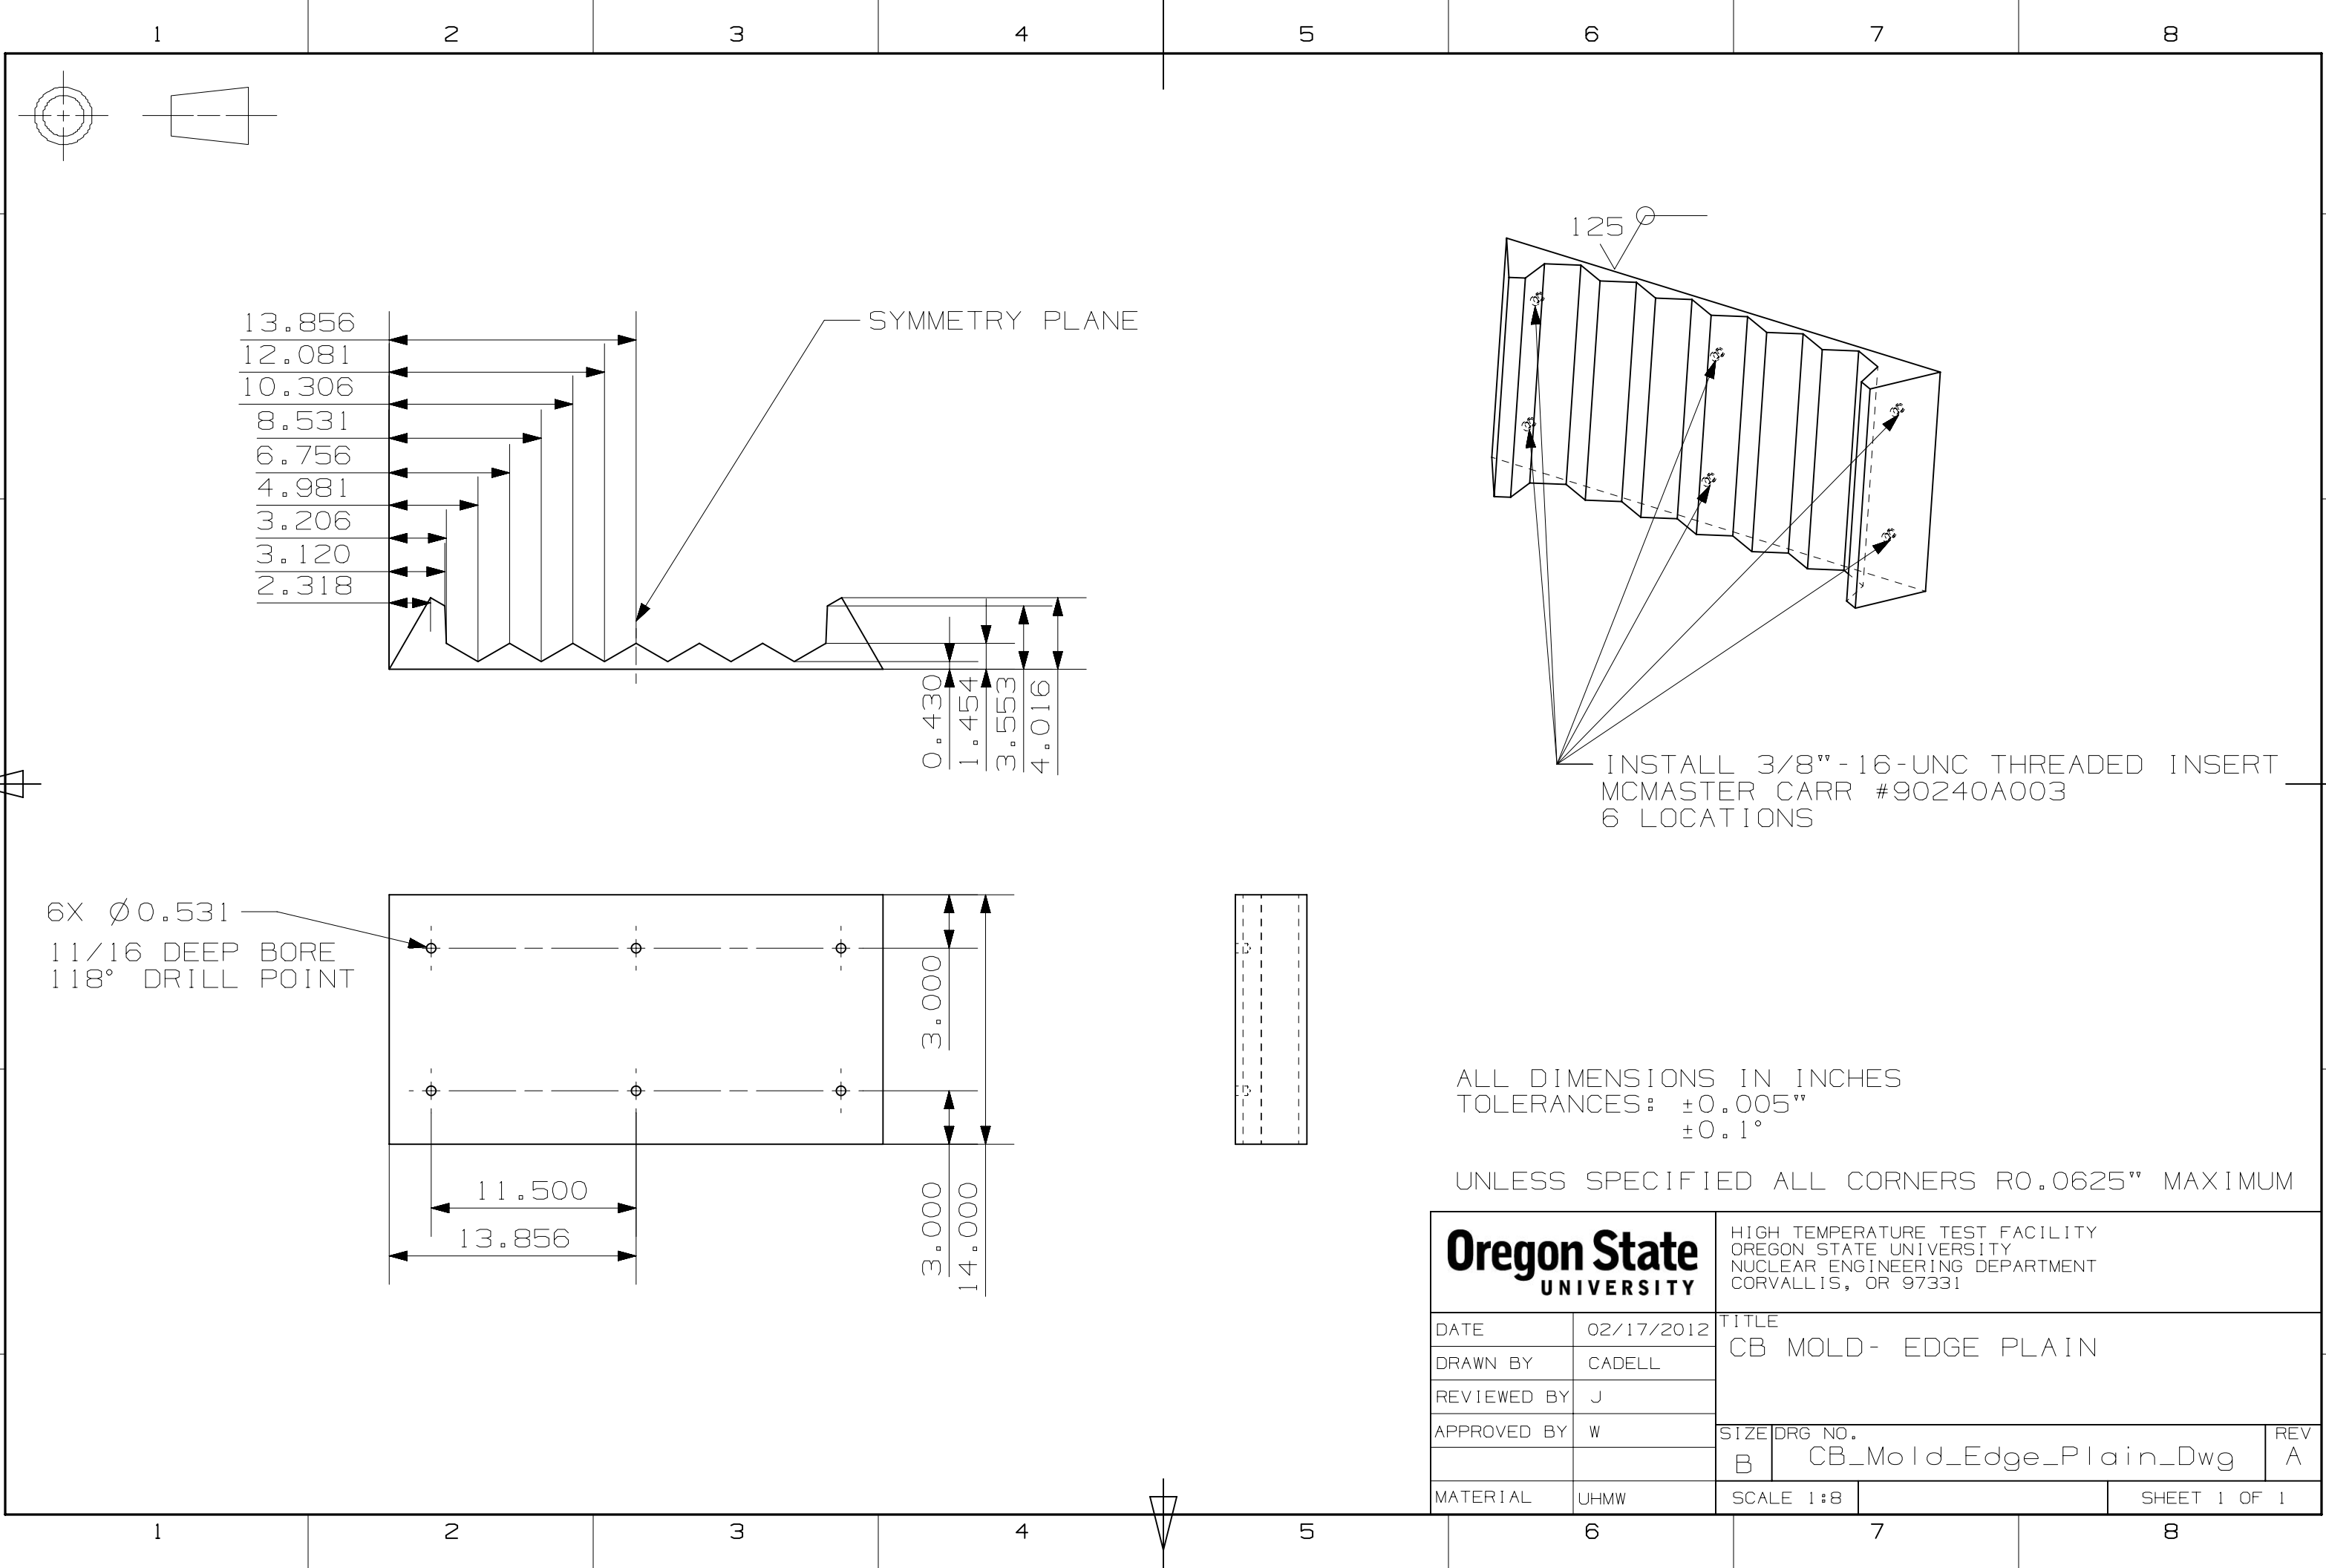 1 2 3 4 5 6 7 8
125
13.856
12.081
10.306
8.531
6.756
4.981
3.206
3.120
2.318
SYMMETRY PLANE
0.430
1.454
3.553
4.016
INSTALL 3/8"-16-UNC THREADED INSERT
MCMASTER CARR #90240A003
6 LOCATIONS
6X Ø0.531
11/16 DEEP BORE
118° DRILL POINT
3.000
3.000
14.000
11.500
13.856
ALL DIMENSIONS IN INCHES
TOLERANCES: ±0.005"
±0.1°
UNLESS SPECIFIED ALL CORNERS R0.0625" MAXIMUM
Oregon State
UNIVERSITY
HIGH TEMPERATURE TEST FACILITY
OREGON STATE UNIVERSITY
NUCLEAR ENGINEERING DEPARTMENT
CORVALLIS, OR 97331
DATE 02/17/2012
DRAWN BY CADELL
REVIEWED BY J
APPROVED BY W
MATERIAL UHMW
TITLE
CB MOLD- EDGE PLAIN
SIZE
B
DRG NO.
CB_Mold_Edge_Plain_Dwg
REV
A
SCALE 1:8
SHEET 1 OF 1
1 2 3 4 5 6 7 8